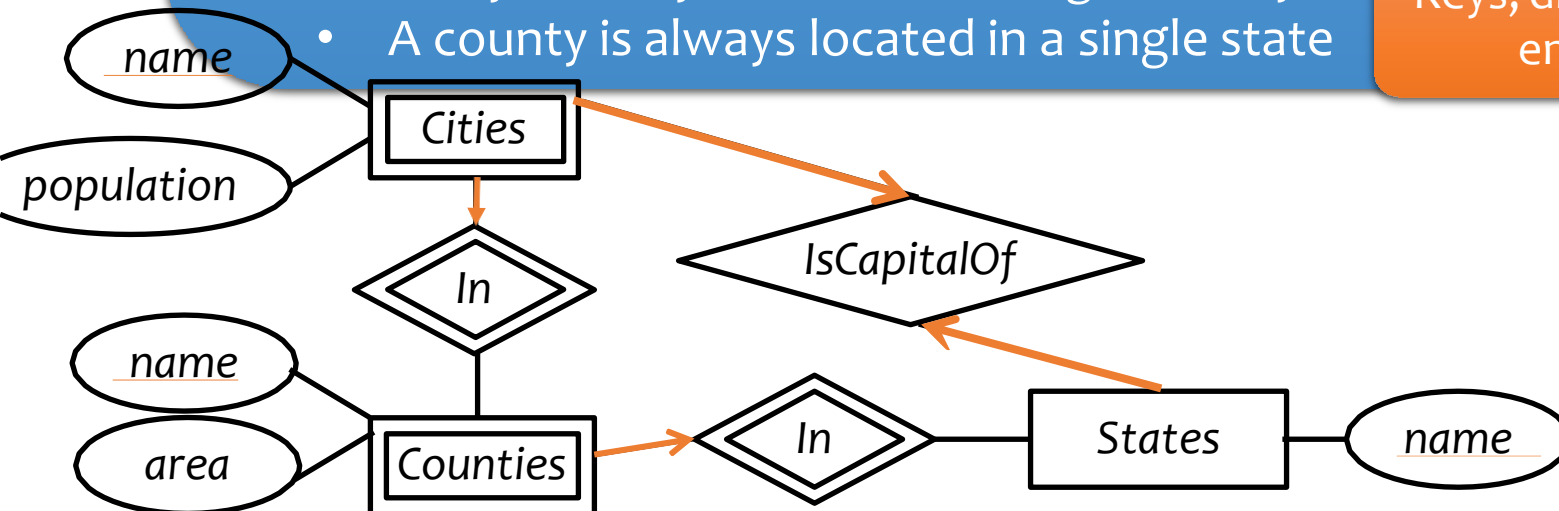 • A county is always located in a single state
name
Cities
population
IsCapitalOf
In
name
area
Counties
In
States
name